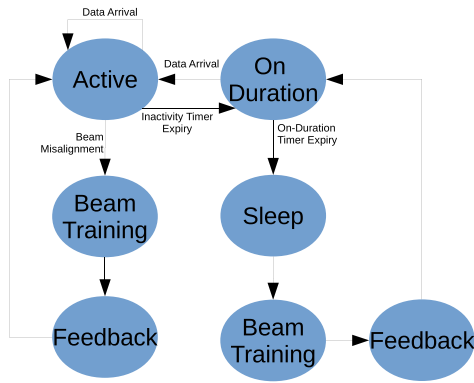 Data Arrival
Active
Data Arrival
On
Duration
Inactivity Timer
Expiry
Beam
Misalignment
On-Duration
Timer Expiry
Beam
Training
Sleep
Feedback
Beam
Training
Feedback